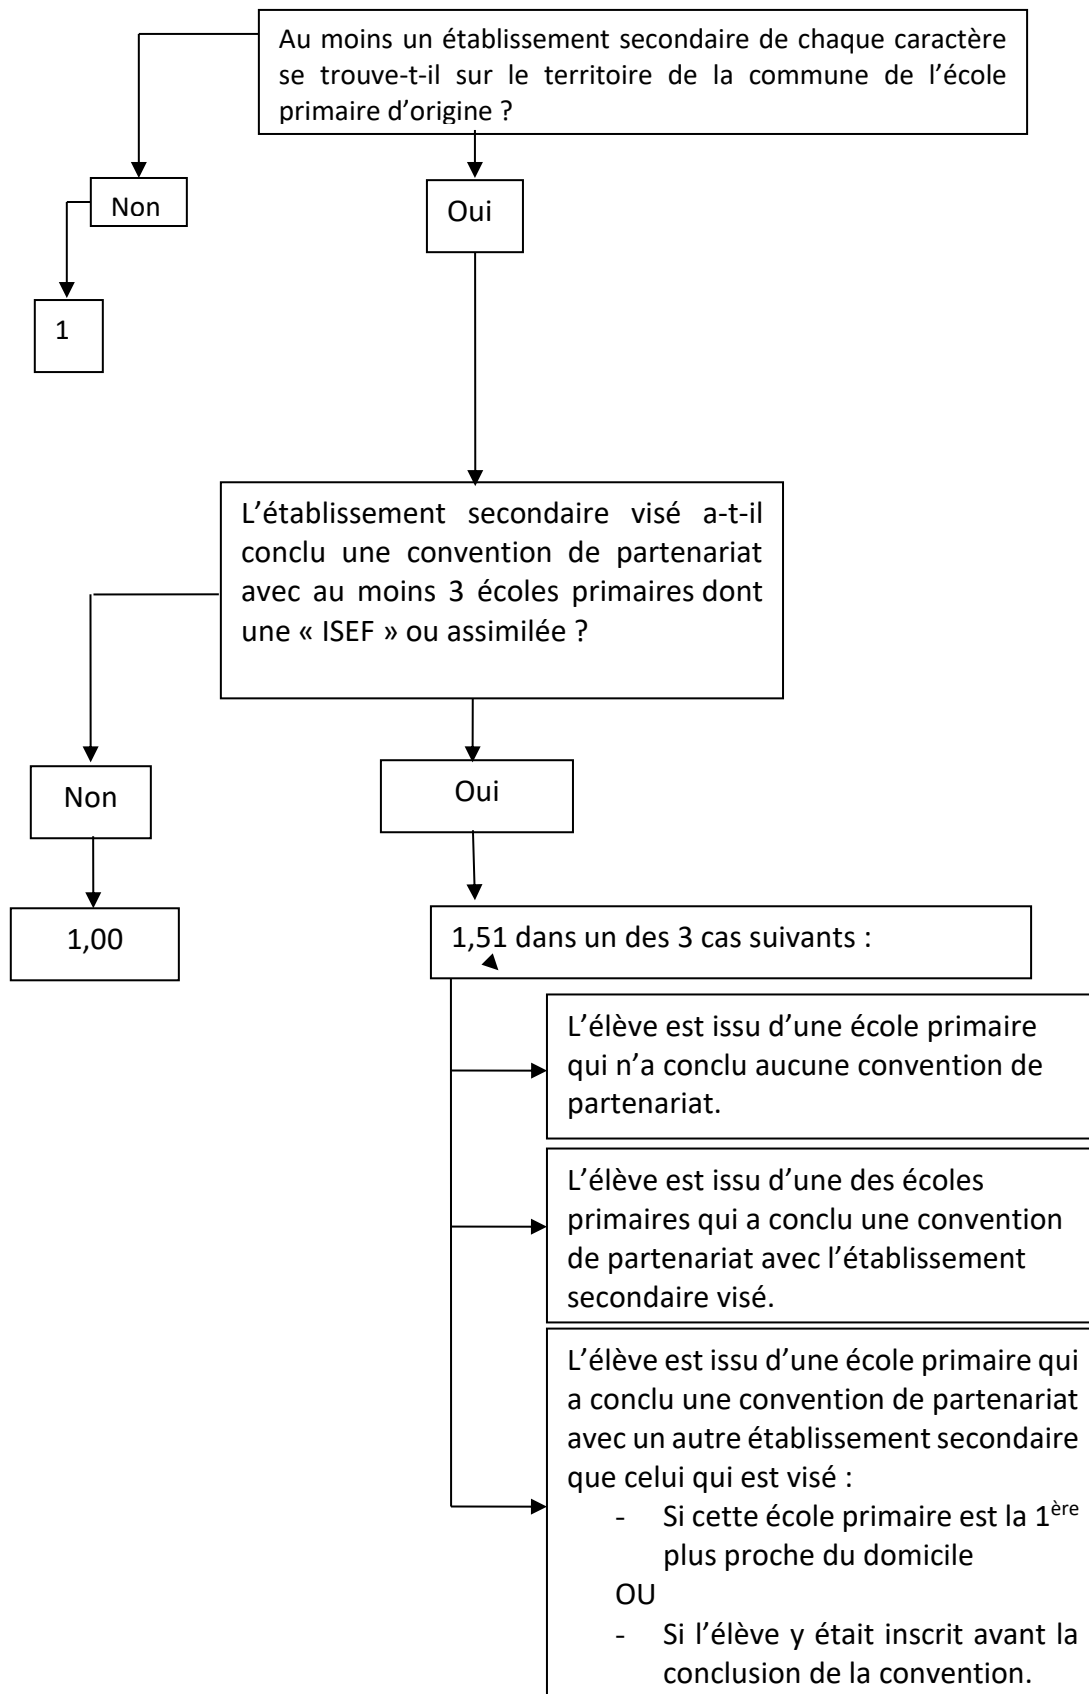 Au moins un établissement secondaire de chaque caractère
se trouve-t-il sur le territoire de la commune de l’école
primaire d’origine ?
Non
Oui
1
L’établissement secondaire visé a-t-il
conclu une convention de partenariat
avec au moins 3 écoles primaires dont
une « ISEF » ou assimilée ?
Non
Oui
1,00
1,51 dans un des 3 cas suivants :
L’élève est issu d’une école primaire
qui n’a conclu aucune convention de
partenariat.
L’élève est issu d’une des écoles
primaires qui a conclu une convention
de partenariat avec l’établissement
secondaire visé.
L’élève est issu d’une école primaire qui
a conclu une convention de partenariat
avec un autre établissement secondaire
que celui qui est visé :
- Si cette école primaire est la 1ère
plus proche du domicile
OU
- Si l’élève y était inscrit avant la
conclusion de la convention.